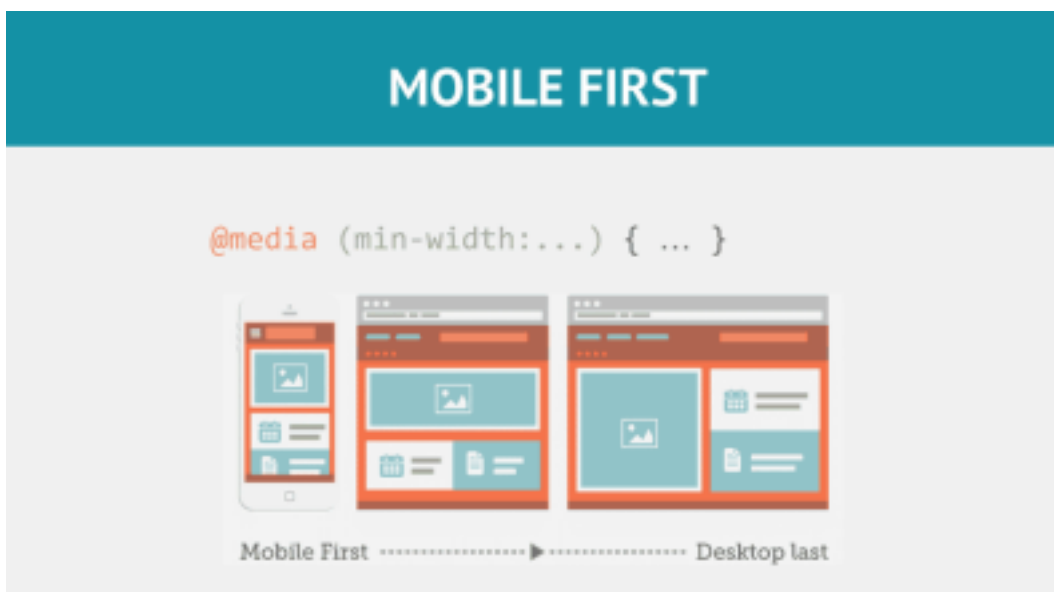 MOBILE FIRST
@media (min-width:...) { ... }
Mobile First
Desktop last